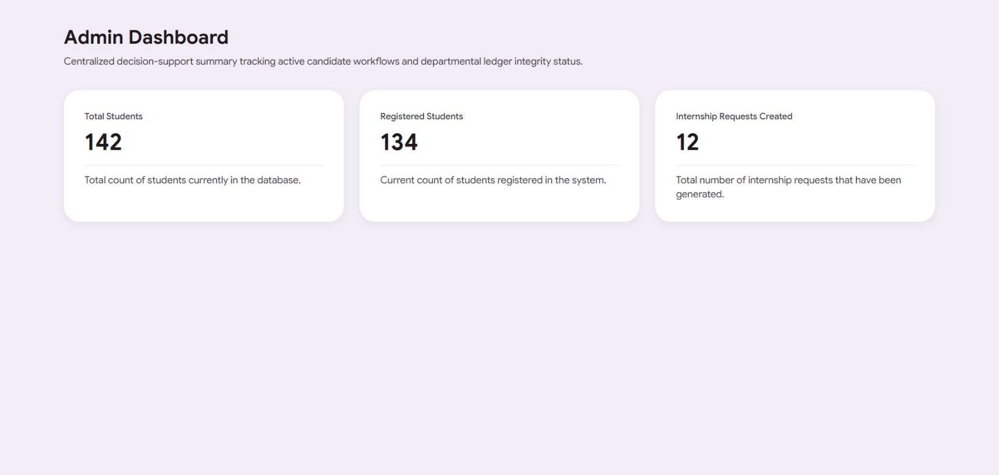 Admin Dashboard
Centralized decision-support summary tracking active candidate workflows and departmental ledger integrity status.
Total Students
142
Total count of students currently in the database.
Registered Students
134
Current count of students registered in the system.
Internship Requests Created
12
Total number of internship requests that have been
generated.